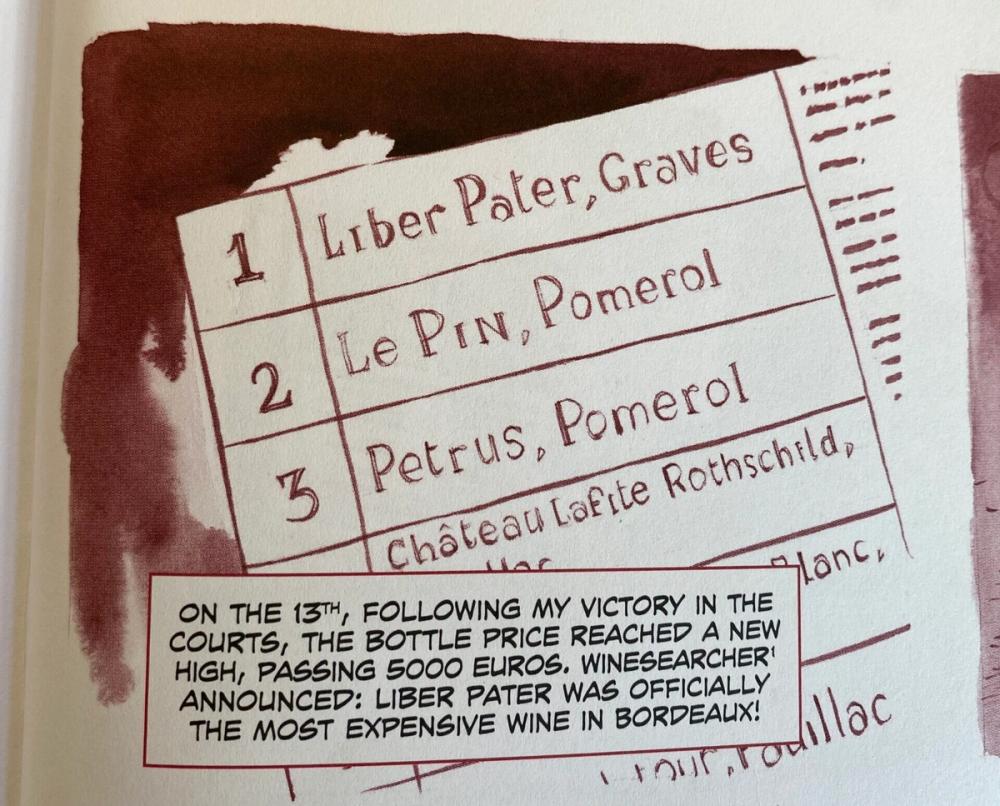 1 Liber Pater, Graves
2 Le Pin, Pomerol
3 Petrus, Pomerol
Château Lafite Rothschild,
ON THE 13TH, FOLLOWING MY VICTORY IN THE
COURTS, THE BOTTLE PRICE REACHED A NEW
HIGH, PASSING 5000 EUROS. WINESEARCHER¹
ANNOUNCED: LIBER PATER WAS OFFICIALLY
THE MOST EXPENSIVE WINE IN BORDEAUX!